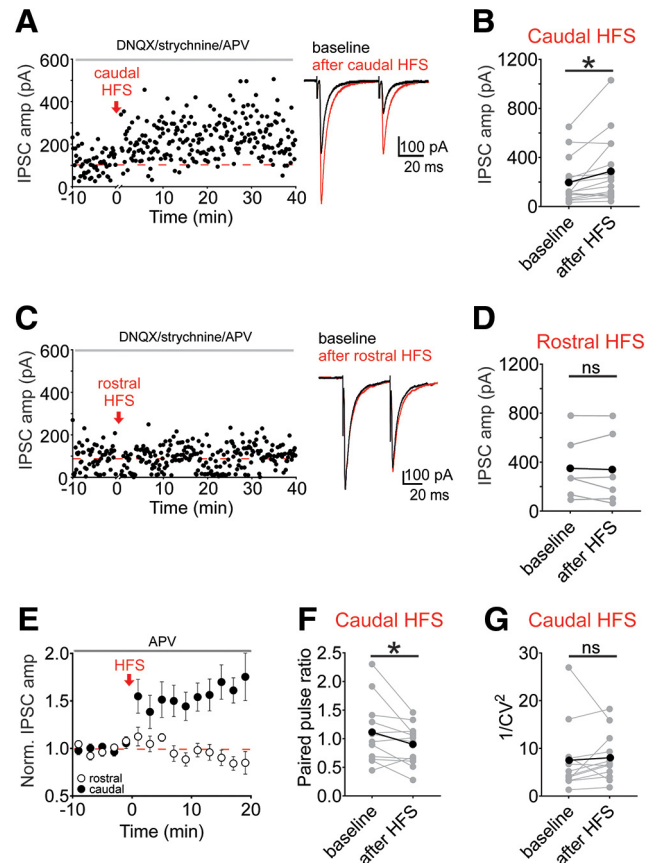 A
DNQX/strychnine/APV
caudal
HFS
IPSC amp (pA)
600
400
200
0
-10
0
10
20
30
40
Time (min)
baseline
after caudal HFS
100 pA
20 ms
B
Caudal HFS
*
IPSC amp (pA)
1200
800
400
0
baseline
after HFS
C
DNQX/strychnine/APV
rostral
HFS
IPSC amp (pA)
600
400
200
0
-10
0
10
20
30
40
Time (min)
baseline
after rostral HFS
100 pA
20 ms
D
Rostral HFS
ns
IPSC amp (pA)
1200
800
400
0
baseline
after HFS
E
APV
HFS
Norm. IPSC amp
2.0
1.5
1.0
0.5
rostral
caudal
-10
0
10
20
Time (min)
F
Caudal HFS
*
Paired pulse ratio
2.5
2.0
1.5
1.0
0.5
0.0
baseline
after HFS
G
Caudal HFS
ns
1/CV²
30
20
10
0
baseline
after HFS